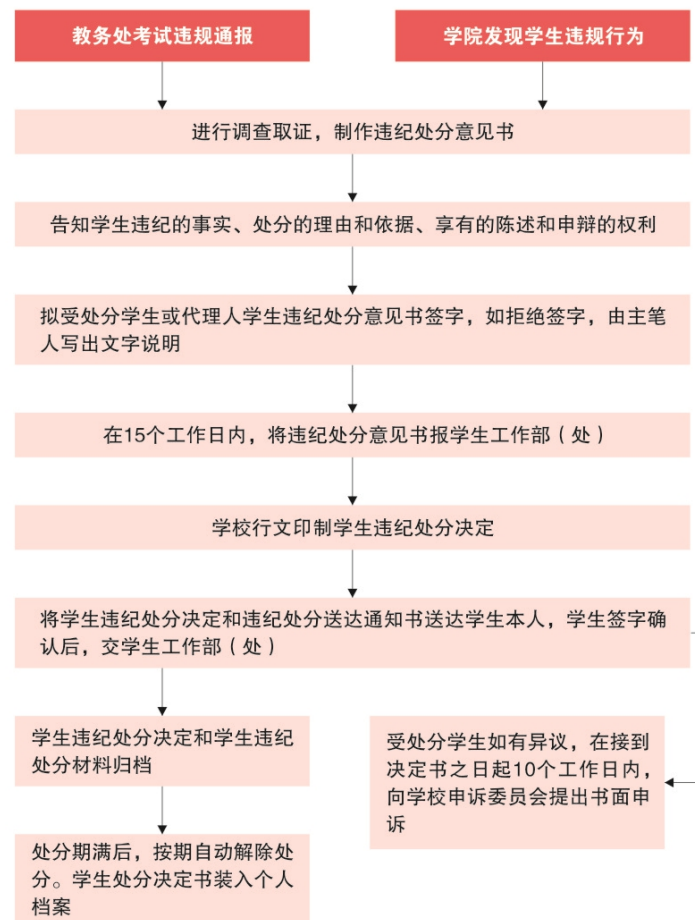 教务处考试违规通报
学院发现学生违规行为
进行调查取证，制作违纪处分意见书
告知学生违纪的事实、处分的理由和依据、享有的陈述和申辩的权利
拟受处分学生或代理人学生违纪处分意见书签字，如拒绝签字，由主笔
人写出文字说明
在15个工作日内，将违纪处分意见书报学生工作部（处）
学校行文印制学生违纪处分决定
将学生违纪处分决定和违纪处分送达通知书送达学生本人，学生签字确
认后，交学生工作部（处）
学生违纪处分决定和学生违纪
处分材料归档
受处分学生如有异议，在接到
决定书之日起10个工作日内，
向学校申诉委员会提出书面申
诉
处分期满后，按期自动解除处
分。学生处分决定书装入个人
档案